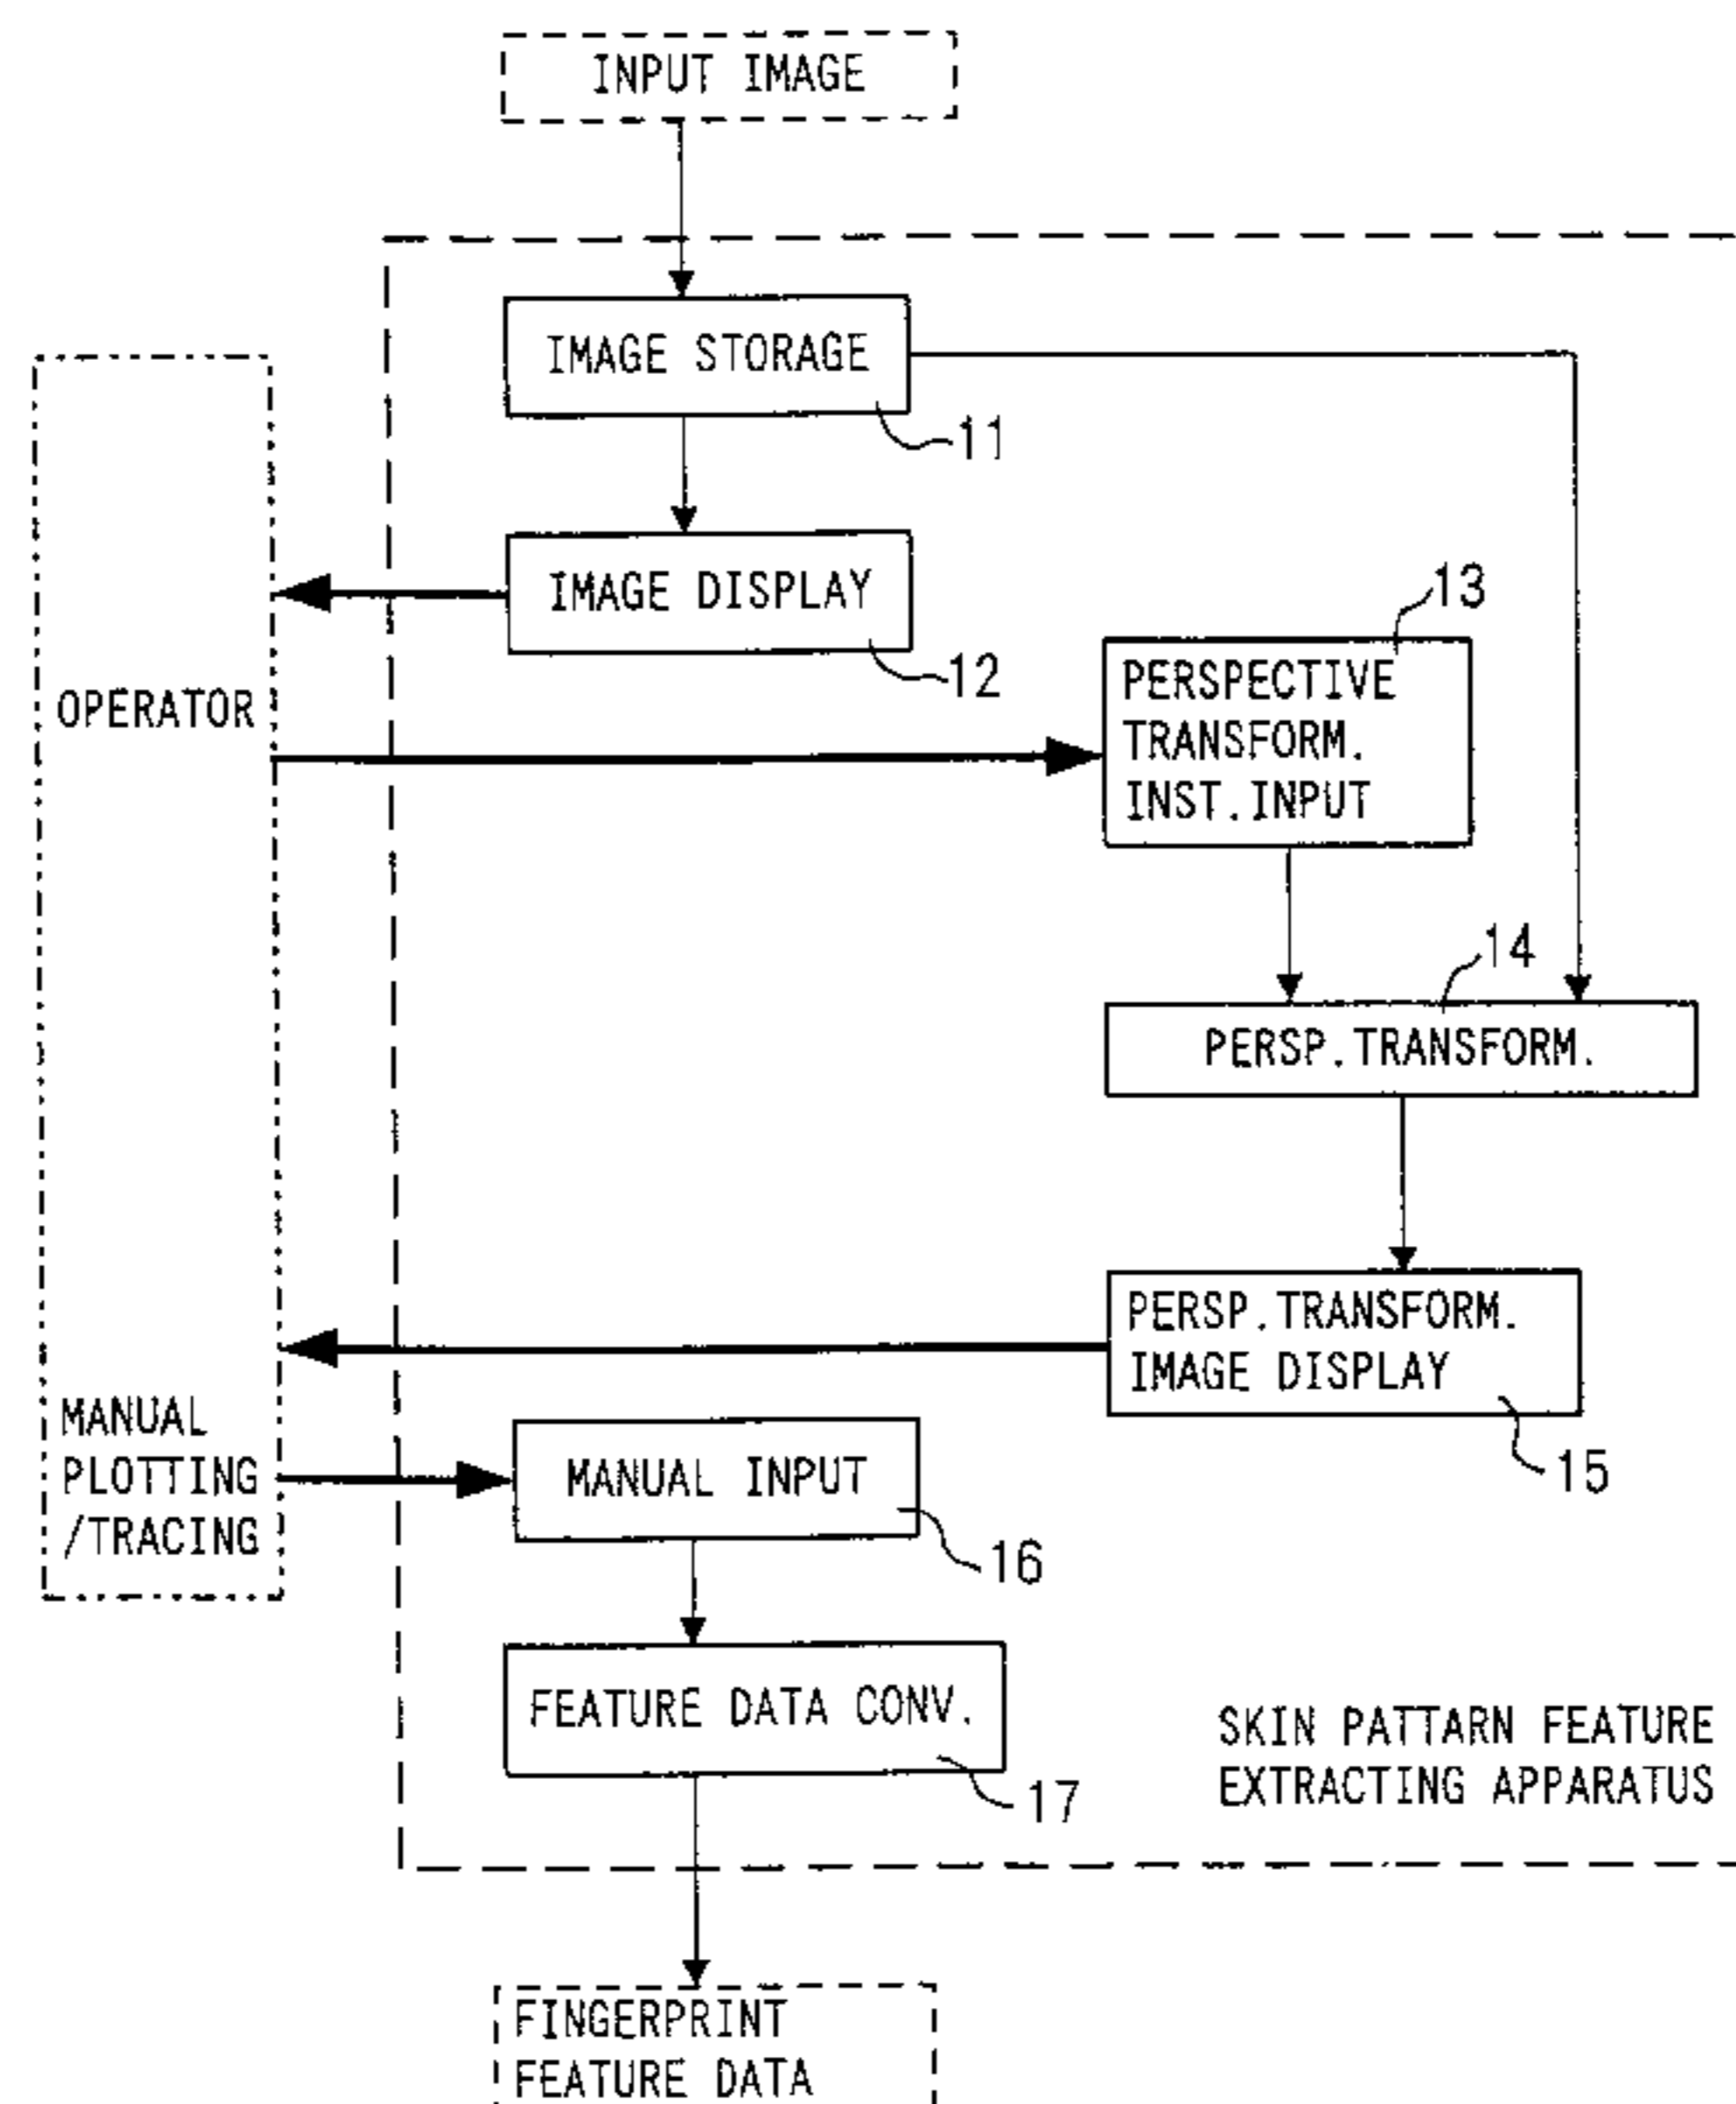 INPUT IMAGE
IMAGE STORAGE
11
IMAGE DISPLAY
12
13
PERSPECTIVE
TRANSFORM.
INST.INPUT
OPERATOR
14
PERSP.TRANSFORM.
PERSP.TRANSFORM.
IMAGE DISPLAY
15
MANUAL
PLOTTING
/TRACING
MANUAL INPUT
16
FEATURE DATA CONV.
17
SKIN PATTARN FEATURE
EXTRACTING APPARATUS
FINGERPRINT
FEATURE DATA